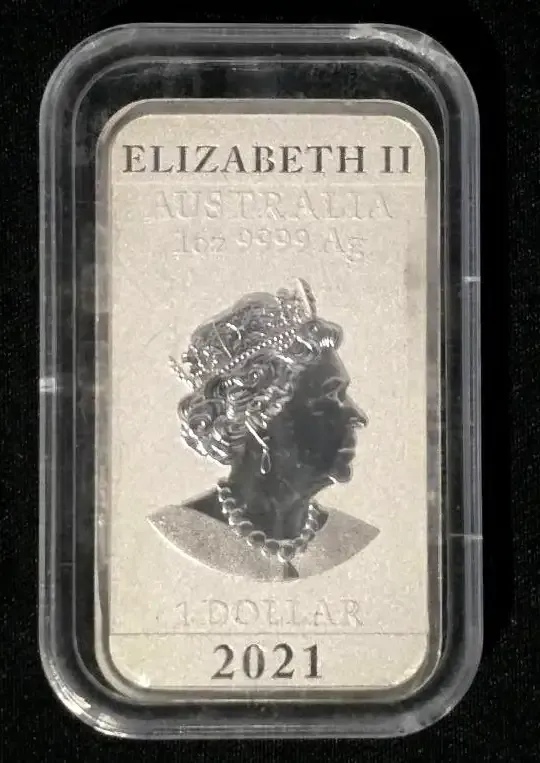 ELIZABETH II
AUSTRALIA
1oz 9999 Ag
1 DOLLAR
2021